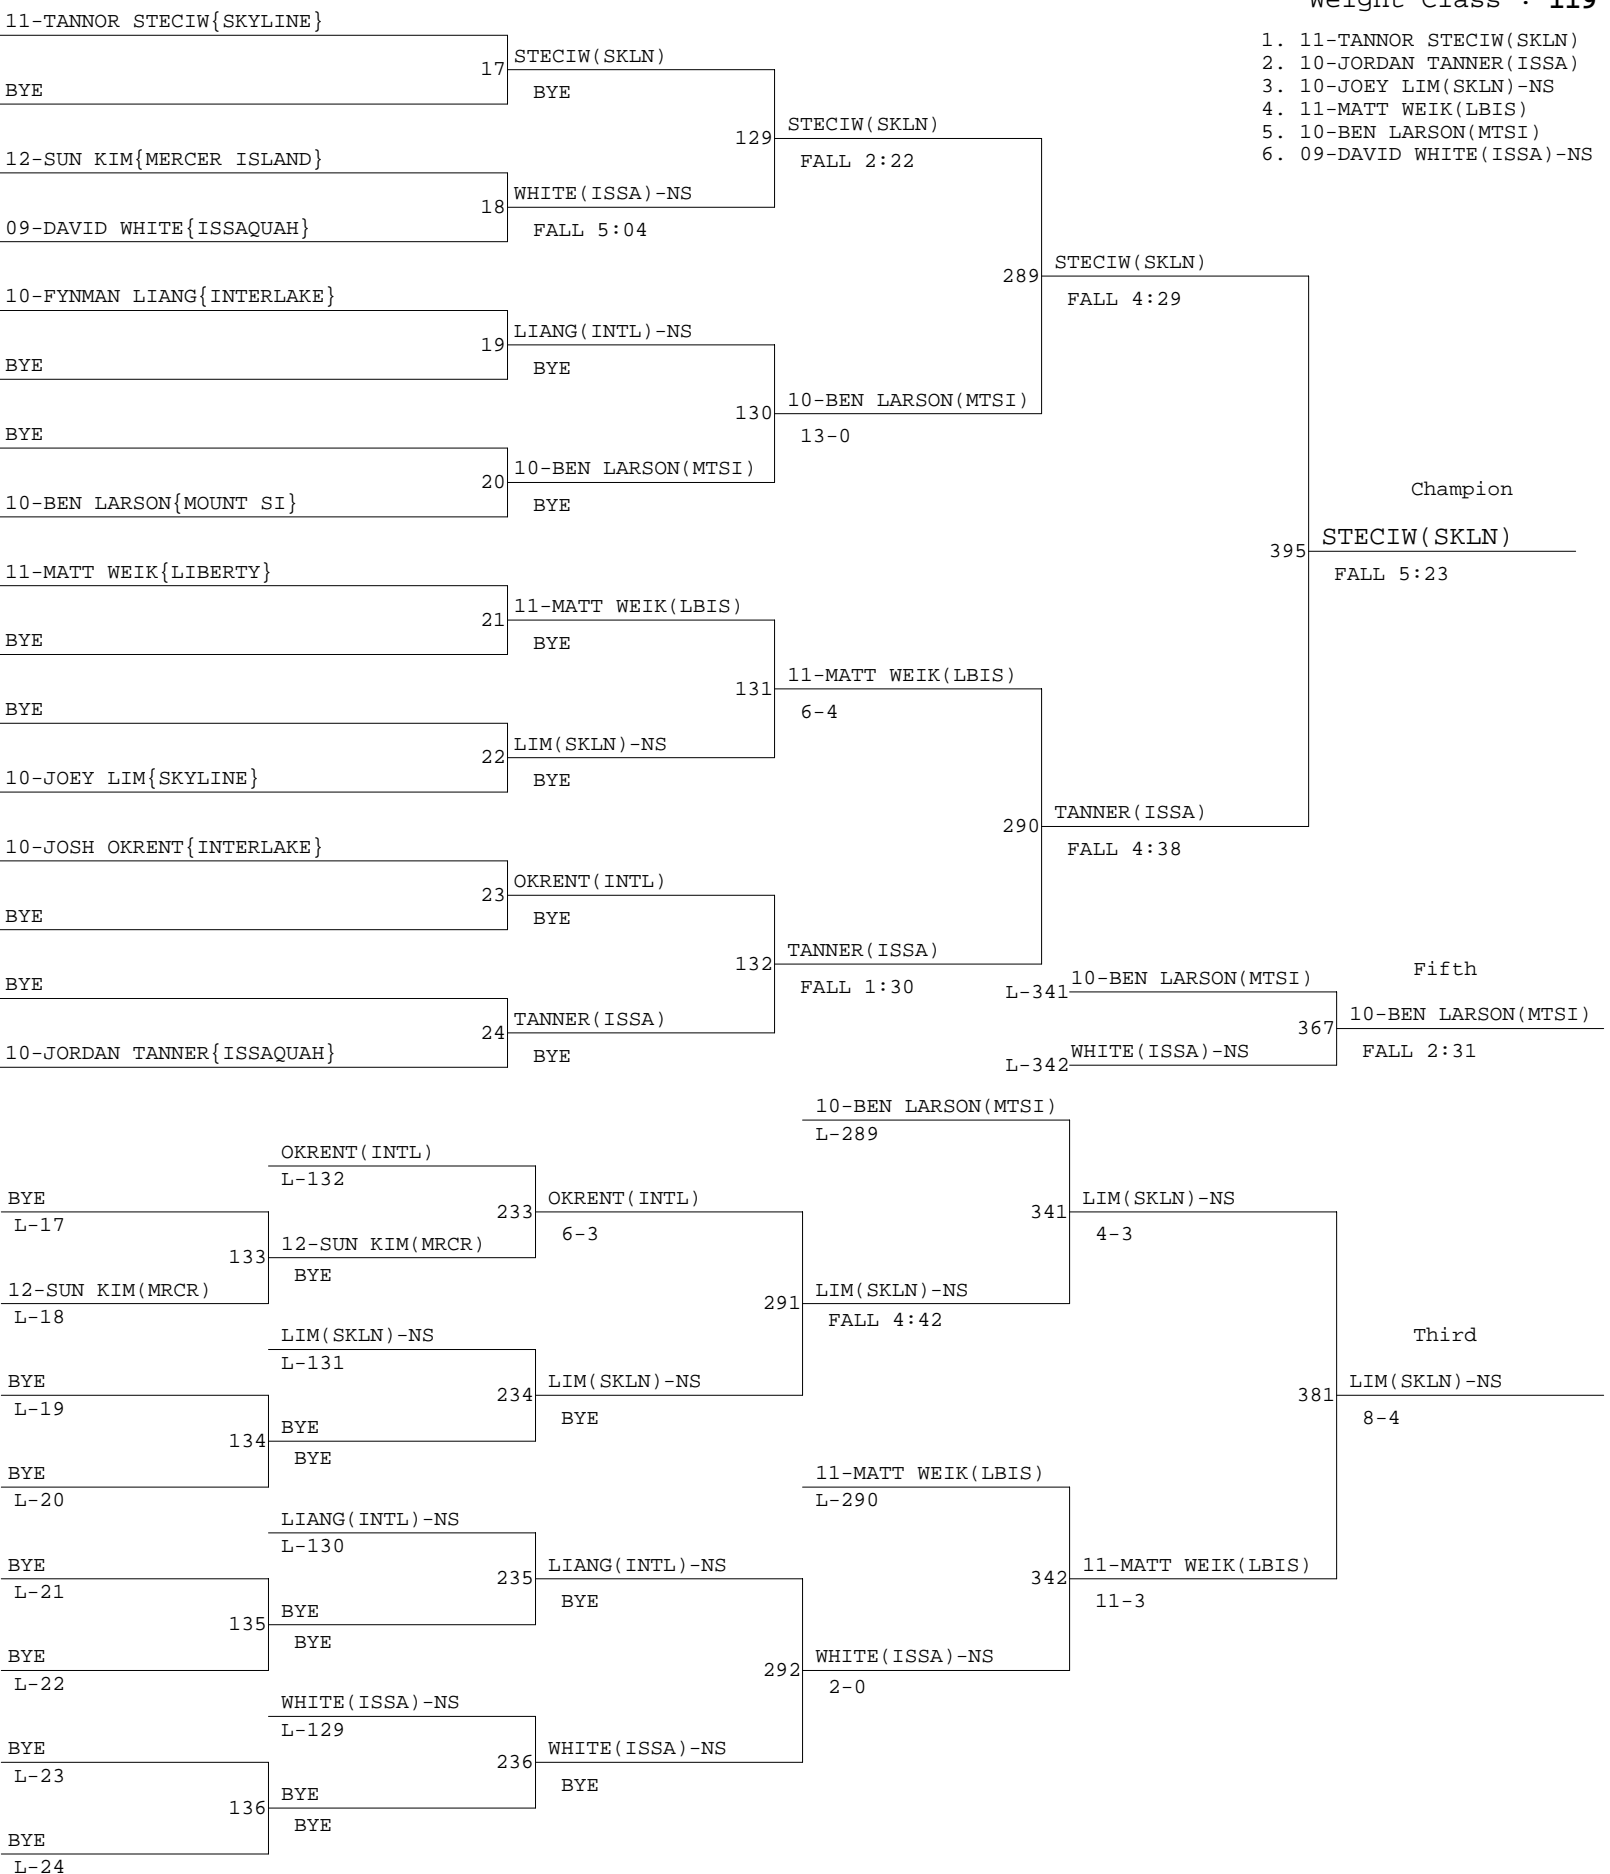 Weight Class : 119
1. 11-TANNOR STECIW(SKLN)
2. 10-JORDAN TANNER(ISSA)
3. 10-JOEY LIM(SKLN)-NS
4. 11-MATT WEIK(LBIS)
5. 10-BEN LARSON(MTSI)
6. 09-DAVID WHITE(ISSA)-NS
11-TANNOR STECIW{SKYLINE}
BYE
12-SUN KIM{MERCER ISLAND}
09-DAVID WHITE{ISSAQUAH}
10-FYNMAN LIANG{INTERLAKE}
BYE
BYE
10-BEN LARSON{MOUNT SI}
11-MATT WEIK{LIBERTY}
BYE
BYE
10-JOEY LIM{SKYLINE}
10-JOSH OKRENT{INTERLAKE}
BYE
BYE
10-JORDAN TANNER{ISSAQUAH}
17
STECIW(SKLN)
BYE
18
WHITE(ISSA)-NS
FALL 5:04
19
LIANG(INTL)-NS
BYE
20
10-BEN LARSON(MTSI)
BYE
21
11-MATT WEIK(LBIS)
BYE
22
LIM(SKLN)-NS
BYE
23
OKRENT(INTL)
BYE
24
TANNER(ISSA)
BYE
129
STECIW(SKLN)
FALL 2:22
130
10-BEN LARSON(MTSI)
13-0
131
11-MATT WEIK(LBIS)
6-4
132
TANNER(ISSA)
FALL 1:30
289
STECIW(SKLN)
FALL 4:29
290
TANNER(ISSA)
FALL 4:38
Champion
395
STECIW(SKLN)
FALL 5:23
L-341
10-BEN LARSON(MTSI)
L-342
WHITE(ISSA)-NS
Fifth
367
10-BEN LARSON(MTSI)
FALL 2:31
BYE
L-17
12-SUN KIM(MRCR)
L-18
BYE
L-19
BYE
L-20
BYE
L-21
BYE
L-22
BYE
L-23
BYE
L-24
OKRENT(INTL)
L-132
133
12-SUN KIM(MRCR)
BYE
LIM(SKLN)-NS
L-131
134
BYE
BYE
LIANG(INTL)-NS
L-130
135
BYE
BYE
WHITE(ISSA)-NS
L-129
136
BYE
BYE
233
OKRENT(INTL)
6-3
234
LIM(SKLN)-NS
BYE
235
LIANG(INTL)-NS
BYE
236
WHITE(ISSA)-NS
BYE
10-BEN LARSON(MTSI)
L-289
291
LIM(SKLN)-NS
FALL 4:42
11-MATT WEIK(LBIS)
L-290
292
WHITE(ISSA)-NS
2-0
341
LIM(SKLN)-NS
4-3
342
11-MATT WEIK(LBIS)
11-3
Third
381
LIM(SKLN)-NS
8-4